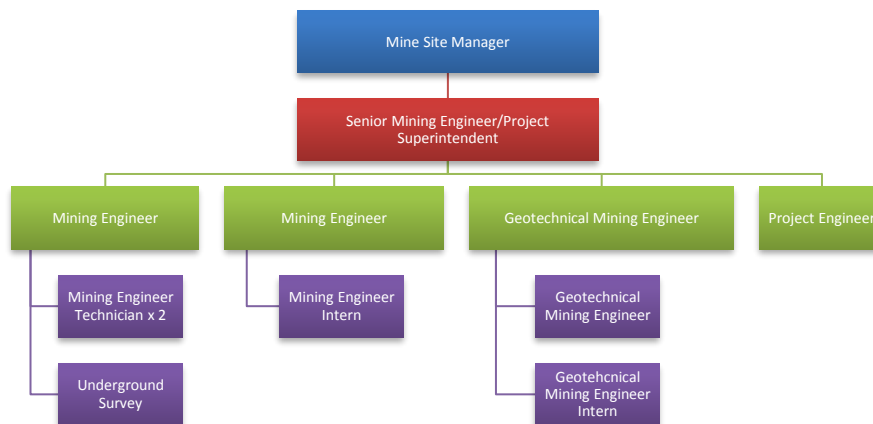 Mine Site Manager
Senior Mining Engineer/Project
Superintendent
Mining Engineer
Mining Engineer
Geotechnical Mining Engineer
Project Engineer
Mining Engineer
Technician x 2
Mining Engineer
Intern
Geotechnical
Mining Engineer
Underground
Survey
Geotehcnical
Mining Engineer
Intern